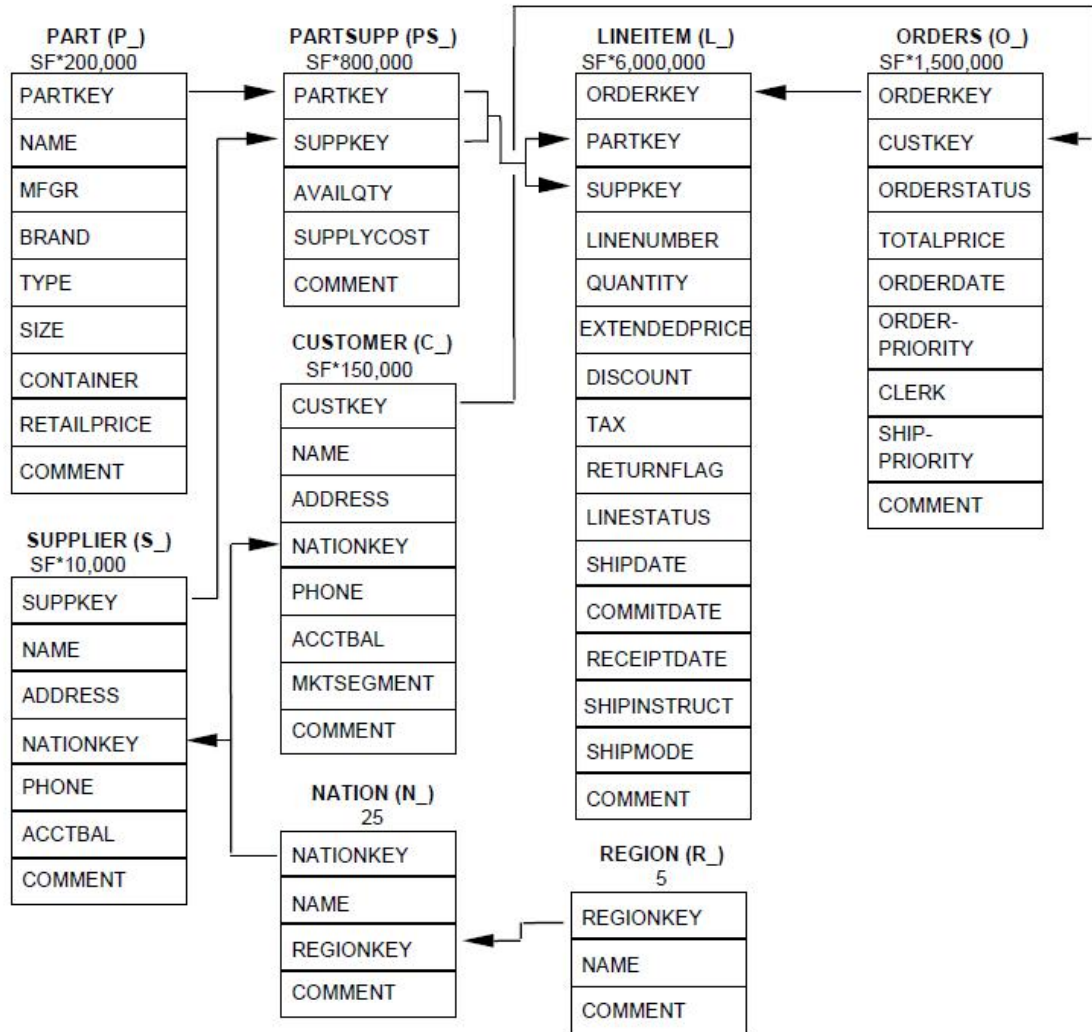 PART (P_)
SF*200,000
PARTKEY
NAME
MFGR
BRAND
TYPE
SIZE
CONTAINER
RETAILPRICE
COMMENT
SUPPLIER (S_)
SF*10,000
SUPPKEY
NAME
ADDRESS
NATIONKEY
PHONE
ACCTBAL
COMMENT
PARTSUPP (PS_)
SF*800,000
PARTKEY
SUPPKEY
AVAILQTY
SUPPLYCOST
COMMENT
CUSTOMER (C_)
SF*150,000
CUSTKEY
NAME
ADDRESS
NATIONKEY
PHONE
ACCTBAL
MKTSEGMENT
COMMENT
NATION (N_)
25
NATIONKEY
NAME
REGIONKEY
COMMENT
LINEITEM (L_)
SF*6,000,000
ORDERKEY
PARTKEY
SUPPKEY
LINENUMBER
QUANTITY
EXTENDEDPRICE
DISCOUNT
TAX
RETURNFLAG
LINESTATUS
SHIPDATE
COMMITDATE
RECEIPTDATE
SHIPINSTRUCT
SHIPMODE
COMMENT
REGION (R_)
5
REGIONKEY
NAME
COMMENT
ORDERS (O_)
SF*1,500,000
ORDERKEY
CUSTKEY
ORDERSTATUS
TOTALPRICE
ORDERDATE
ORDER-
PRIORITY
CLERK
SHIP-
PRIORITY
COMMENT